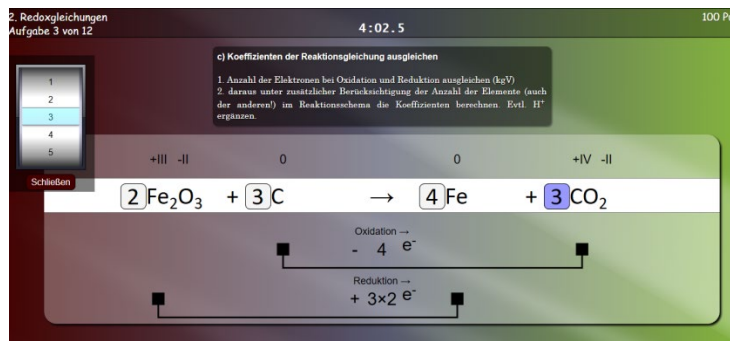 2. Redoxgleichungen
Aufgabe 3 von 12
4:02.5
100
c) Koeffizienten der Reaktionsgleichung ausgleichen
1. Anzahl der Elektronen bei Oxidation und Reduktion ausgleichen (kgV)
2. daraus unter zusätzlicher Berücksichtigung der Anzahl der Elemente (auch
der anderen!) im Reaktionsschema die Koeffizienten berechnen. Evtl. H⁺
ergänzen.
1
2
3
4
5
Schließen
+III -II 0 0 +IV -II
2 Fe₂O₃ + 3 C → 4 Fe + 3 CO₂
Oxidation →
- 4 e⁻
Reduktion →
+ 3×2 e⁻